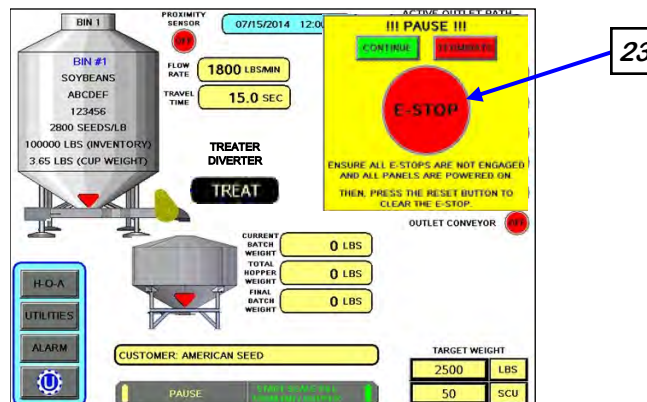 BIN 1
BIN #1
SOYBEANS
ABCDEF
123456
2800 SEEDS/LB
100000 LBS (INVENTORY)
3.65 LBS (CUP WEIGHT)
PROXIMITY
SENSOR
OFF
07/15/2014 12:00
FLOW
RATE
1800 LBS/MIN
TRAVEL
TIME
15.0 SEC
TREATER
DIVERTER
TREAT
ACTIVE OUTLET PATH
!!! PAUSE !!!
CONTINUE
E-STOP
ENSURE ALL E-STOPS ARE NOT ENGAGED
AND ALL PANELS ARE POWERED ON.
THEN, PRESS THE RESET BUTTON TO
CLEAR THE E-STOP.
23
OUTLET CONVEYOR
OFF
CURRENT
BATCH
WEIGHT
0 LBS
TOTAL
HOPPER
WEIGHT
0 LBS
FINAL
BATCH
WEIGHT
0 LBS
H-O-A
UTILITIES
ALARM
U
CUSTOMER: AMERICAN SEED
PAUSE
TARGET WEIGHT
2500 LBS
50 SCU